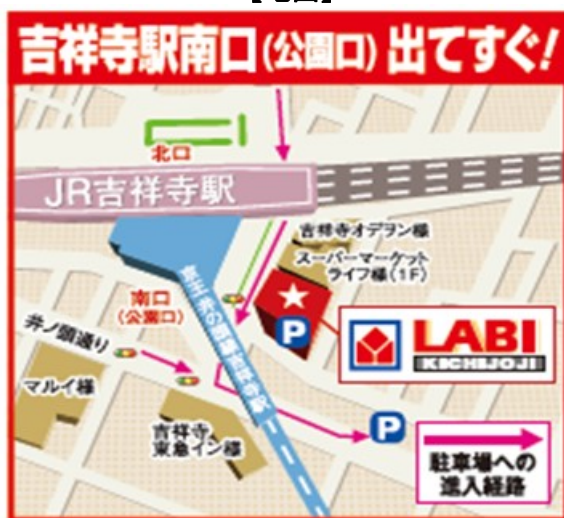 【地図】
吉祥寺駅南口(公園口) 出てすぐ!
北口
JR吉祥寺駅
吉祥寺オデヲン様
スーパーマーケット
ライフ様(1F)
南口
(公園口)
井ノ頭通り
マルイ様
P
LABI
KICHIJOJI
吉祥寺
東急イン様
P
駐車場への
進入経路